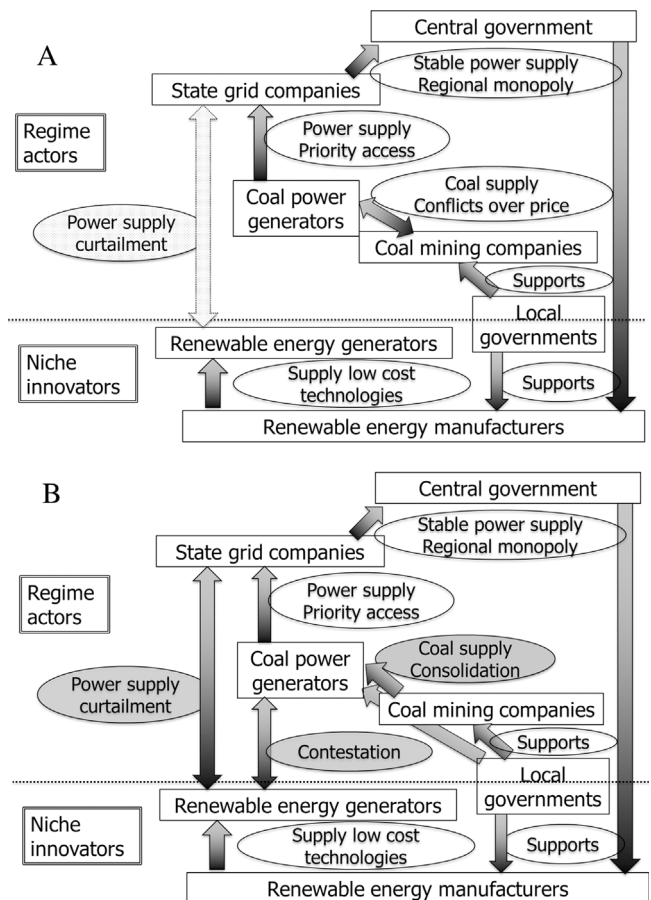 A
Central government
Stable power supply
Regional monopoly
State grid companies
Regime
actors
Power supply
Priority access
Coal power
generators
Coal supply
Conflicts over price
Power supply
curtailment
Coal mining companies
Supports
Local
governments
Renewable energy generators
Niche
innovators
Supply low cost
technologies
Supports
Renewable energy manufacturers
B
Central government
Stable power supply
Regional monopoly
State grid companies
Regime
actors
Power supply
Priority access
Coal power
generators
Coal supply
Consolidation
Power supply
curtailment
Coal mining companies
Contestation
Supports
Local
governments
Renewable energy generators
Niche
innovators
Supply low cost
technologies
Supports
Renewable energy manufacturers